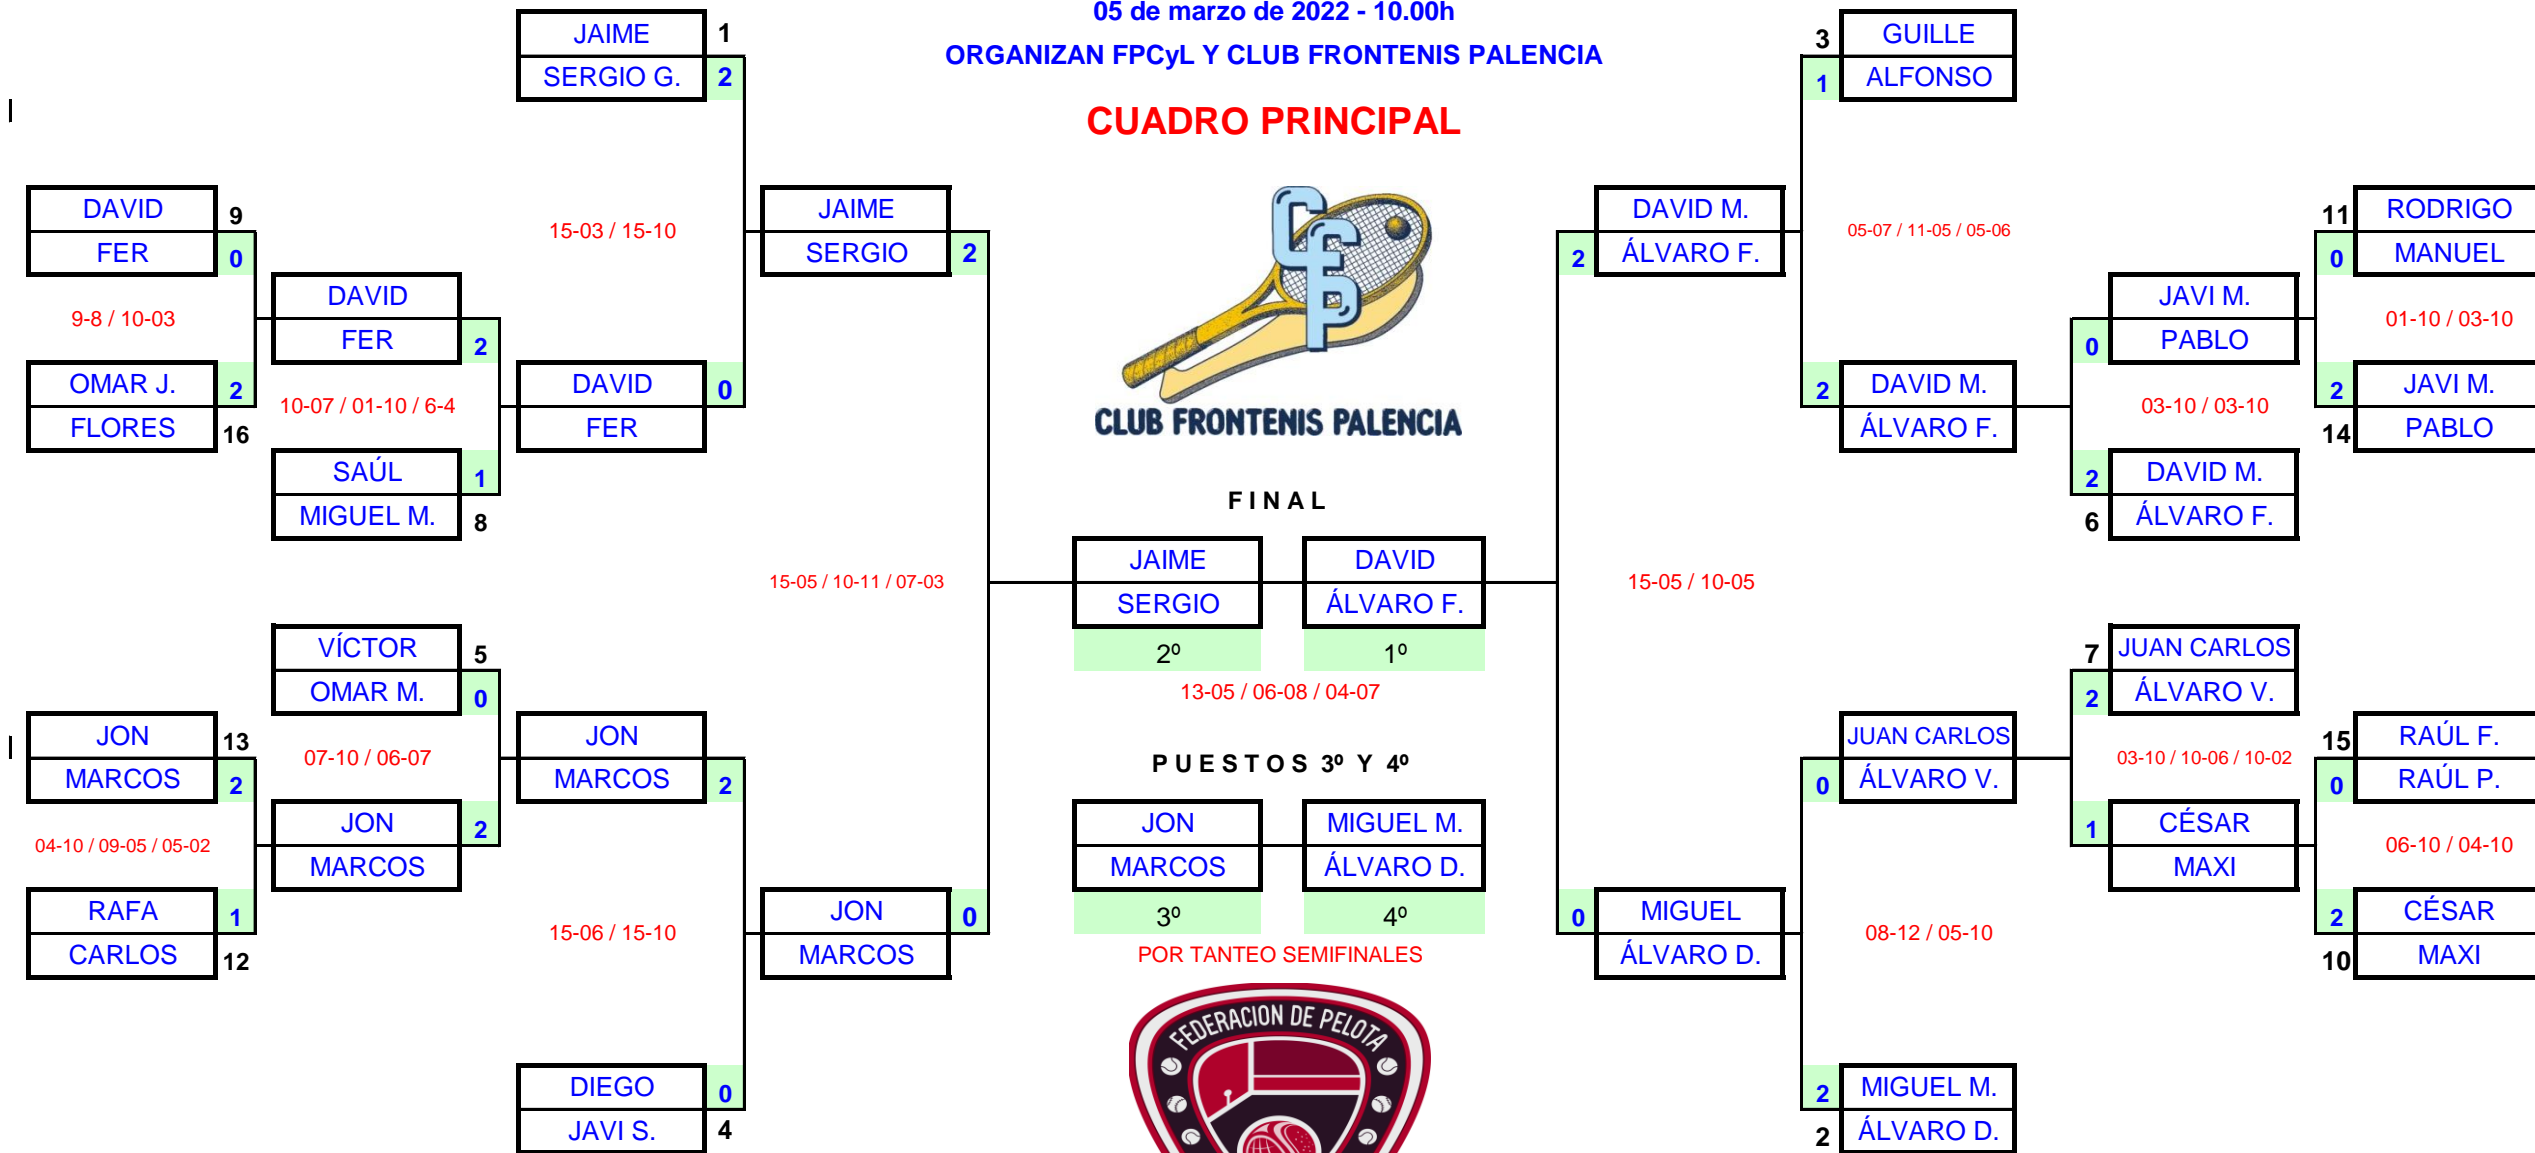 05 de marzo de 2022 - 10.00h
ORGANIZAN FPCyL Y CLUB FRONTENIS PALENCIA
CUADRO PRINCIPAL
JAIME 1
SERGIO G. 2
15-03 / 15-10
DAVID 9
FER 0
9-8 / 10-03
OMAR J. 2
FLORES 16
DAVID
FER 2
10-07 / 01-10 / 6-4
SAÚL 1
MIGUEL M. 8
DAVID 0
FER
JAIME
SERGIO 2
15-05 / 10-11 / 07-03
VÍCTOR 5
OMAR M. 0
07-10 / 06-07
JON 13
MARCOS 2
04-10 / 09-05 / 05-02
RAFA 1
CARLOS 12
JON 2
MARCOS
JON
MARCOS 2
15-06 / 15-10
JON 0
MARCOS
DIEGO 0
JAVI S. 4
CFP
CLUB FRONTENIS PALENCIA
FINAL
JAIME DAVID
SERGIO ÁLVARO F.
2º 1º
13-05 / 06-08 / 04-07
PUESTOS 3º Y 4º
JON MIGUEL M.
MARCOS ÁLVARO D.
3º 4º
POR TANTEO SEMIFINALES
FEDERACION DE PELOTA
3 GUILLE
1 ALFONSO
05-07 / 11-05 / 05-06
DAVID M.
2 ÁLVARO F.
15-05 / 10-05
11 RODRIGO
0 MANUEL
01-10 / 03-10
2 JAVI M.
14 PABLO
JAVI M.
0 PABLO
03-10 / 03-10
2 DAVID M.
6 ÁLVARO F.
2 DAVID M.
ÁLVARO F.
7 JUAN CARLOS
2 ÁLVARO V.
03-10 / 10-06 / 10-02
15 RAÚL F.
0 RAÚL P.
06-10 / 04-10
2 CÉSAR
10 MAXI
1 CÉSAR
MAXI
JUAN CARLOS
0 ÁLVARO V.
08-12 / 05-10
0 MIGUEL
ÁLVARO D.
2 MIGUEL M.
2 ÁLVARO D.